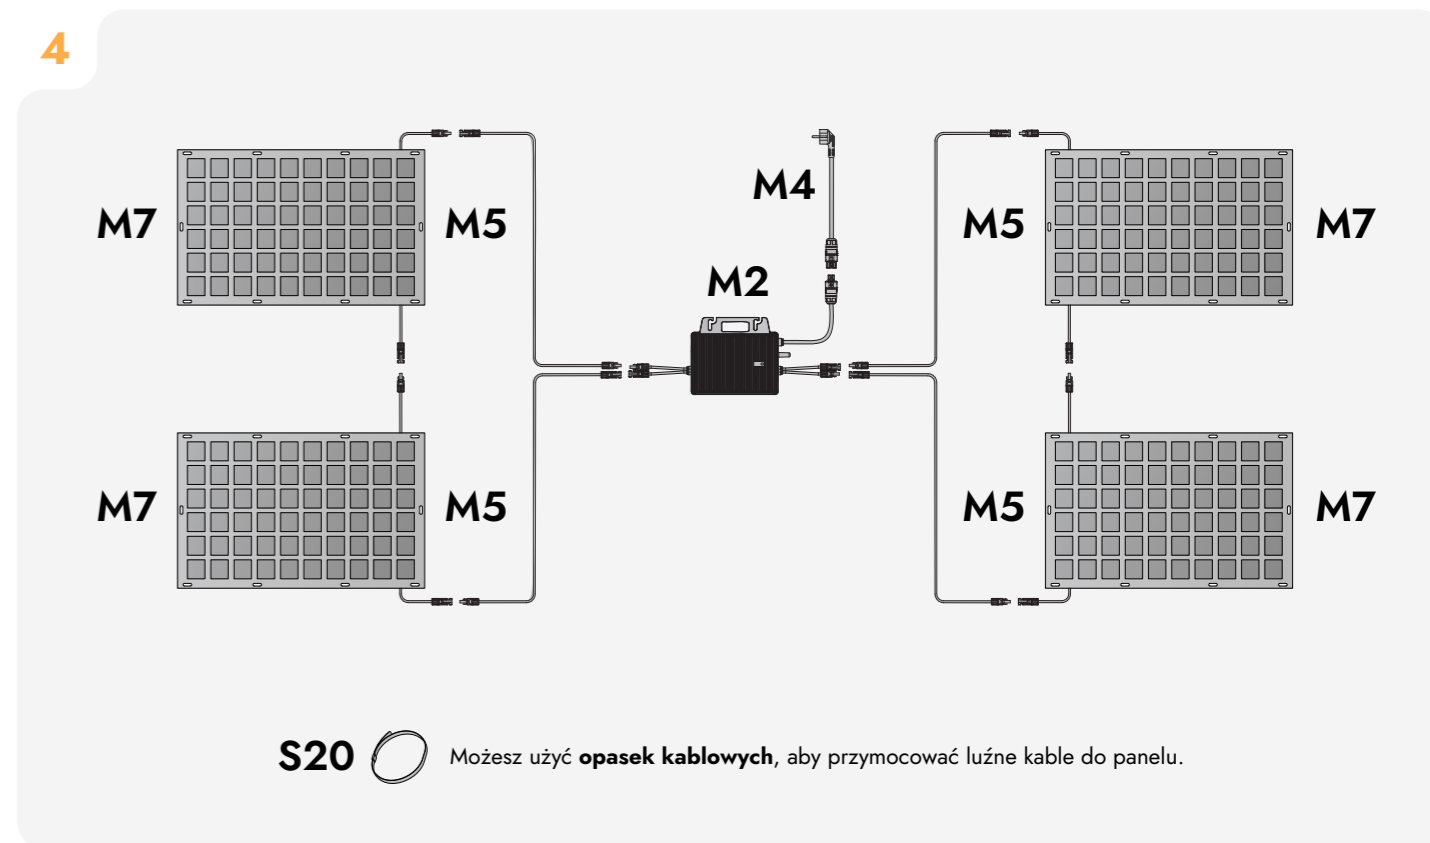 4
M4
M7 M5 M5 M7
M2
M7 M5 M5 M7
S20 Możesz użyć opasek kablowych, aby przymocować luźne kable do panelu.